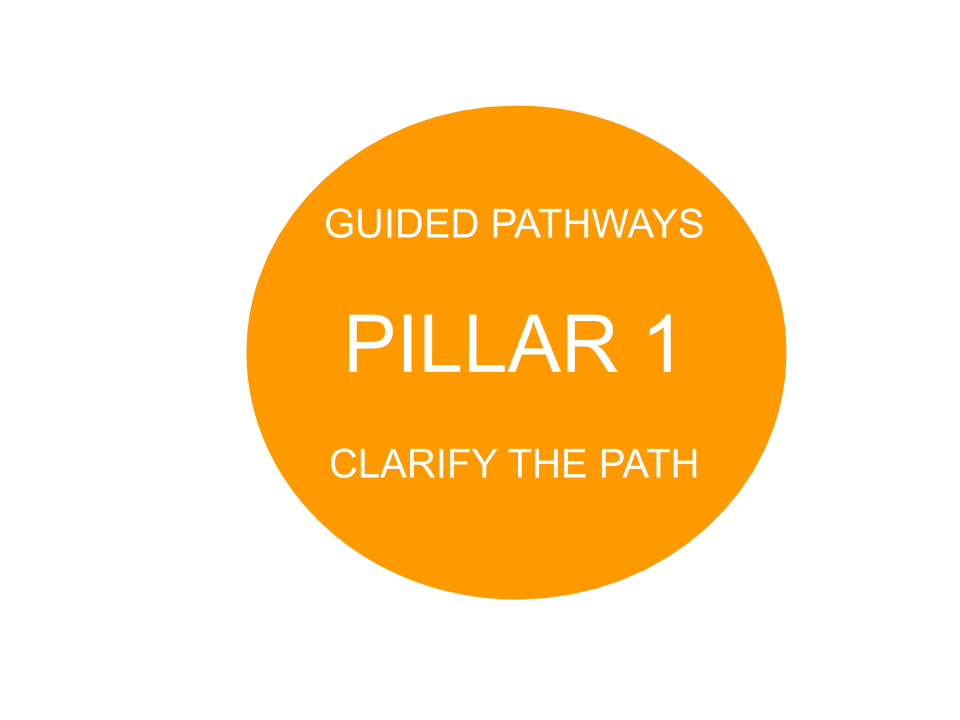 GUIDED PATHWAYS
PILLAR 1
CLARIFY THE PATH